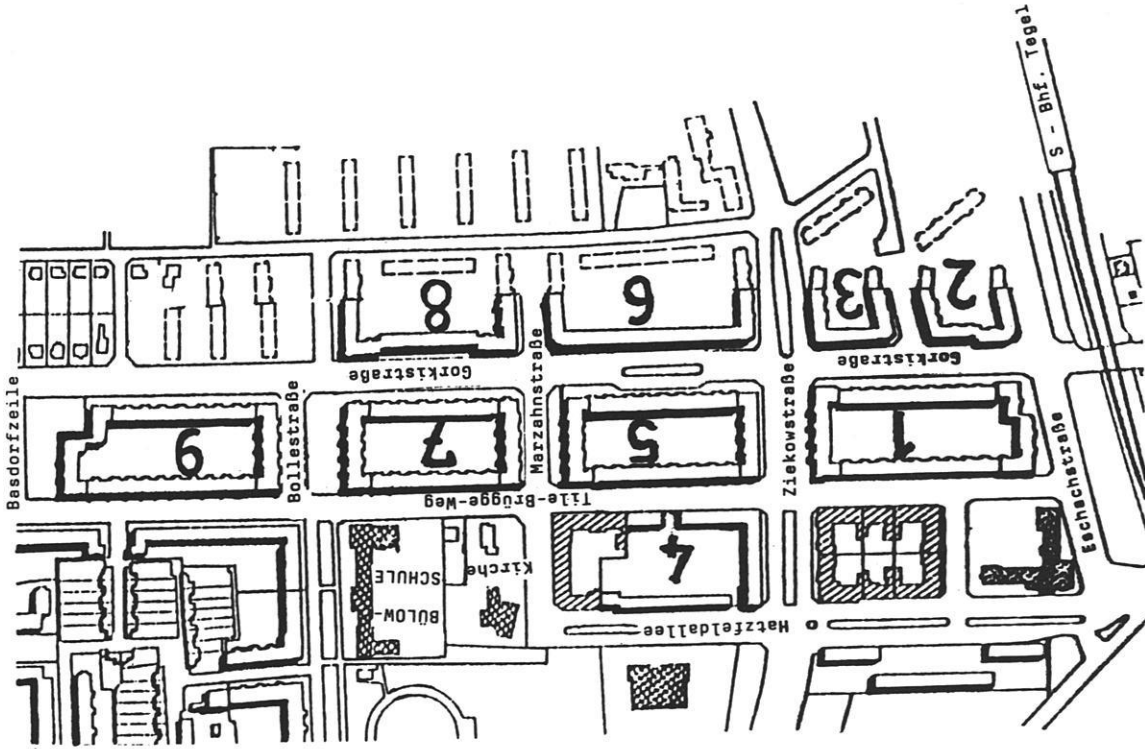 S - Bhf. Tegel
8
6
3
2
Gorkistraße
Gorkistraße
Basdorfzeile
Bollestraße
Marzahnstraße
Ziekowstraße
Eschachstraße
9
7
5
1
Tile-Brügge-Weg
BÜLOW-
SCHULE
Kirche
4
Hatzfeldallee